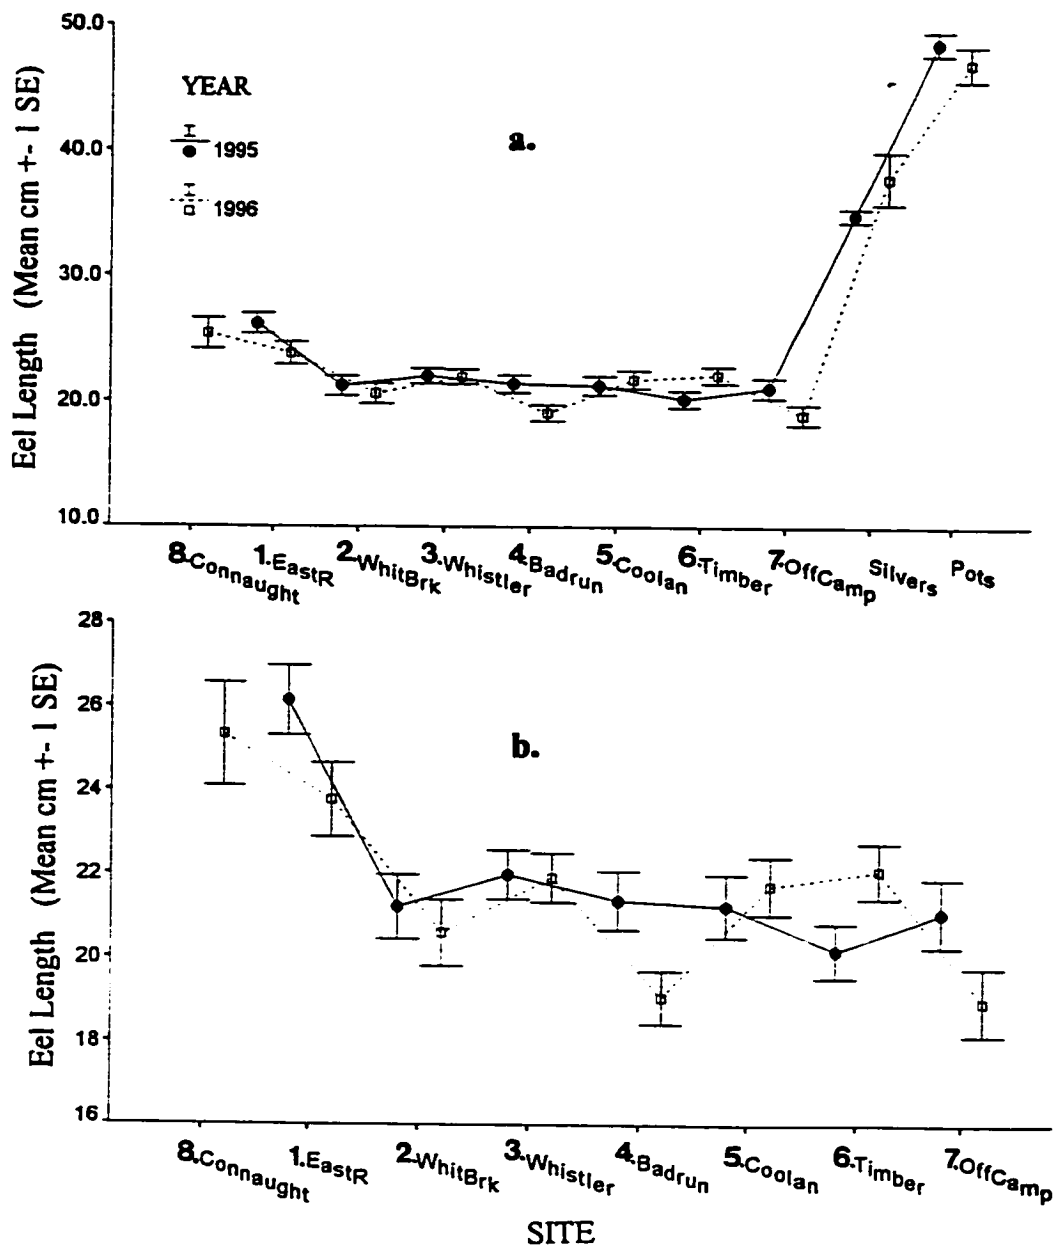 50.0
40.0
30.0
20.0
10.0
Eel Length (Mean cm +- 1 SE)
YEAR
1995
1996
a.
8.Connaught
1.EastR
2.WhitBrk
3.Whistler
4.Badrun
5.Coolan
6.Timber
7.OffCamp
Silvers
Pots
28
26
24
22
20
18
16
Eel Length (Mean cm +- 1 SE)
b.
8.Connaught
1.EastR
2.WhitBrk
3.Whistler
4.Badrun
5.Coolan
6.Timber
7.OffCamp
SITE